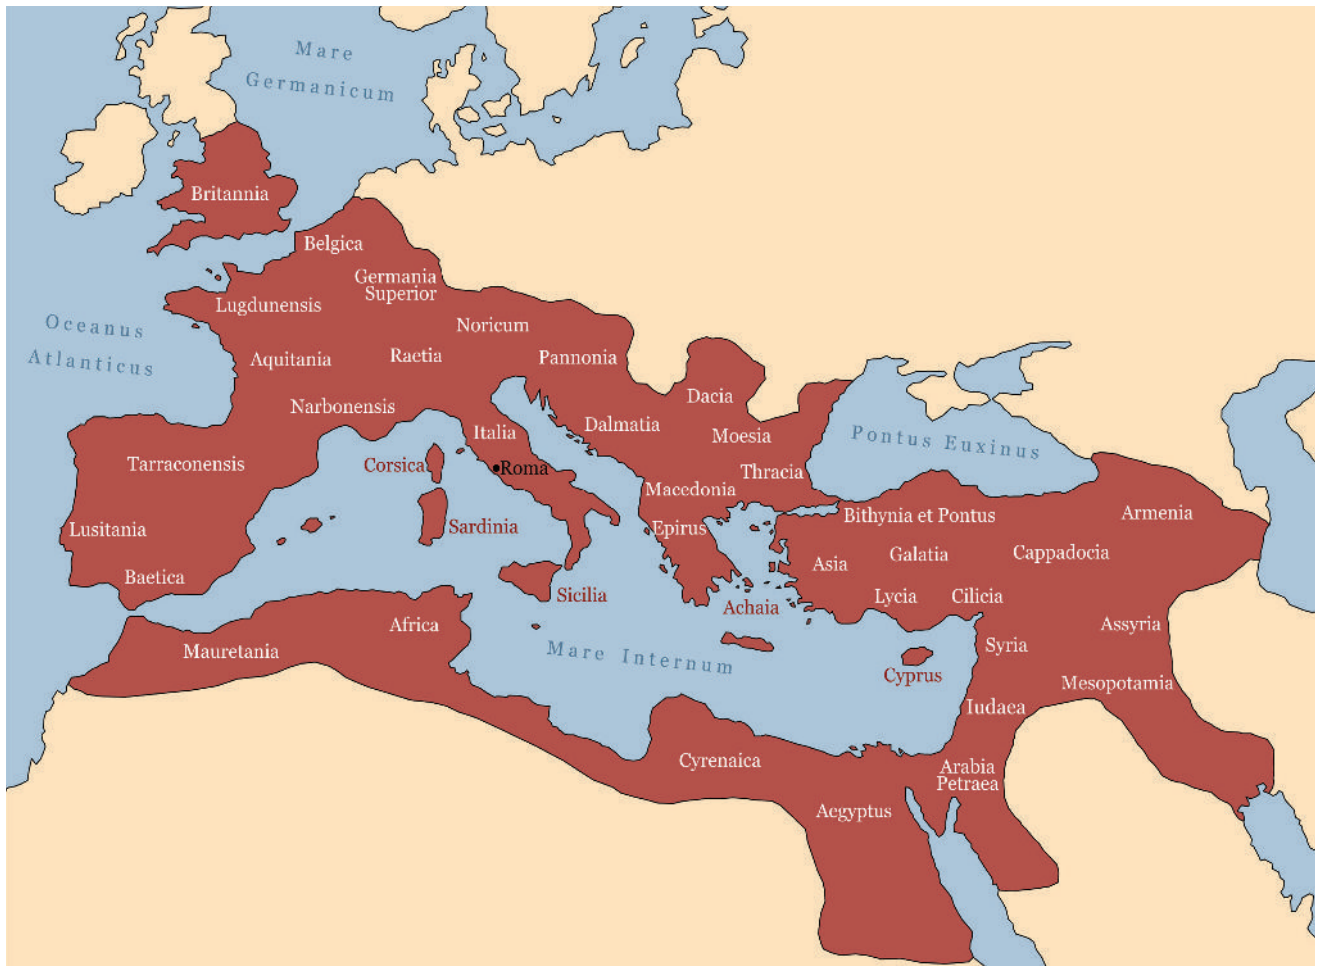 Mare
Germanicum
Britannia
Belgica
Germania
Superior
Lugdunensis
Oceanus
Atlanticus
Noricum
Aquitania
Raetia
Pannonia
Narbonensis
Dacia
Italia
Dalmatia
Moesia
Pontus Euxinus
Tarraconensis
Corsica
Roma
Thracia
Macedonia
Lusitania
Sardinia
Epirus
Bithynia et Pontus
Armenia
Baetica
Asia
Galatia
Cappadocia
Sicilia
Achaia
Lycia
Cilicia
Africa
Assyria
Mauretania
Mare Internum
Syria
Cyprus
Mesopotamia
Iudaea
Cyrenaica
Arabia
Petraea
Aegyptus